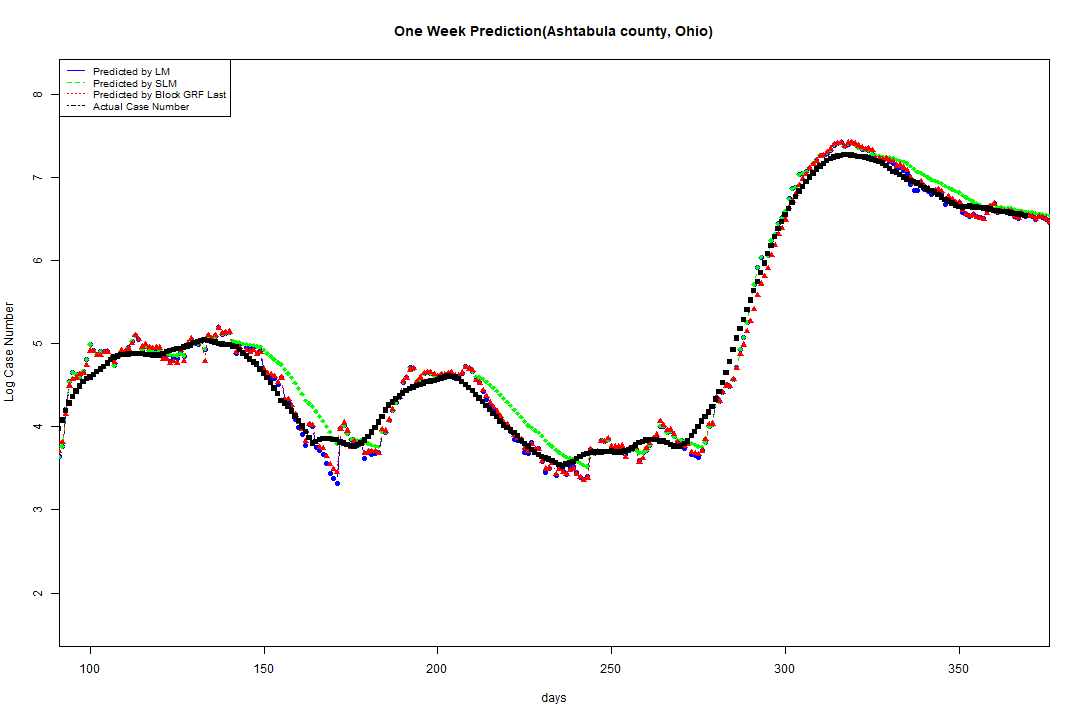 One Week Prediction(Ashtabula county, Ohio)
Predicted by LM
Predicted by SLM
Predicted by Block GRF Last
Actual Case Number
8
7
6
5
4
3
2
Log Case Number
100 150 200 250 300 350
days